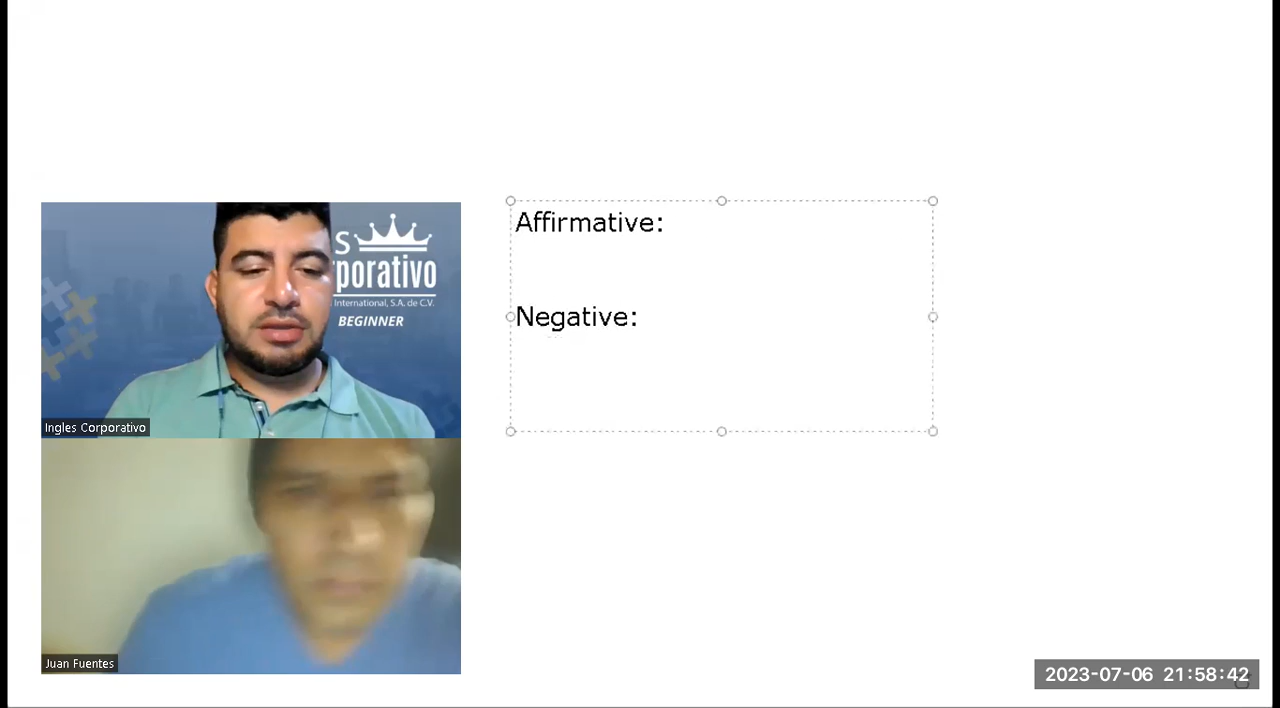 S
porativo
International, S.A. de C.V.
BEGINNER
Ingles Corporativo
Affirmative:
Negative:
Juan Fuentes
2023-07-06 21:58:42